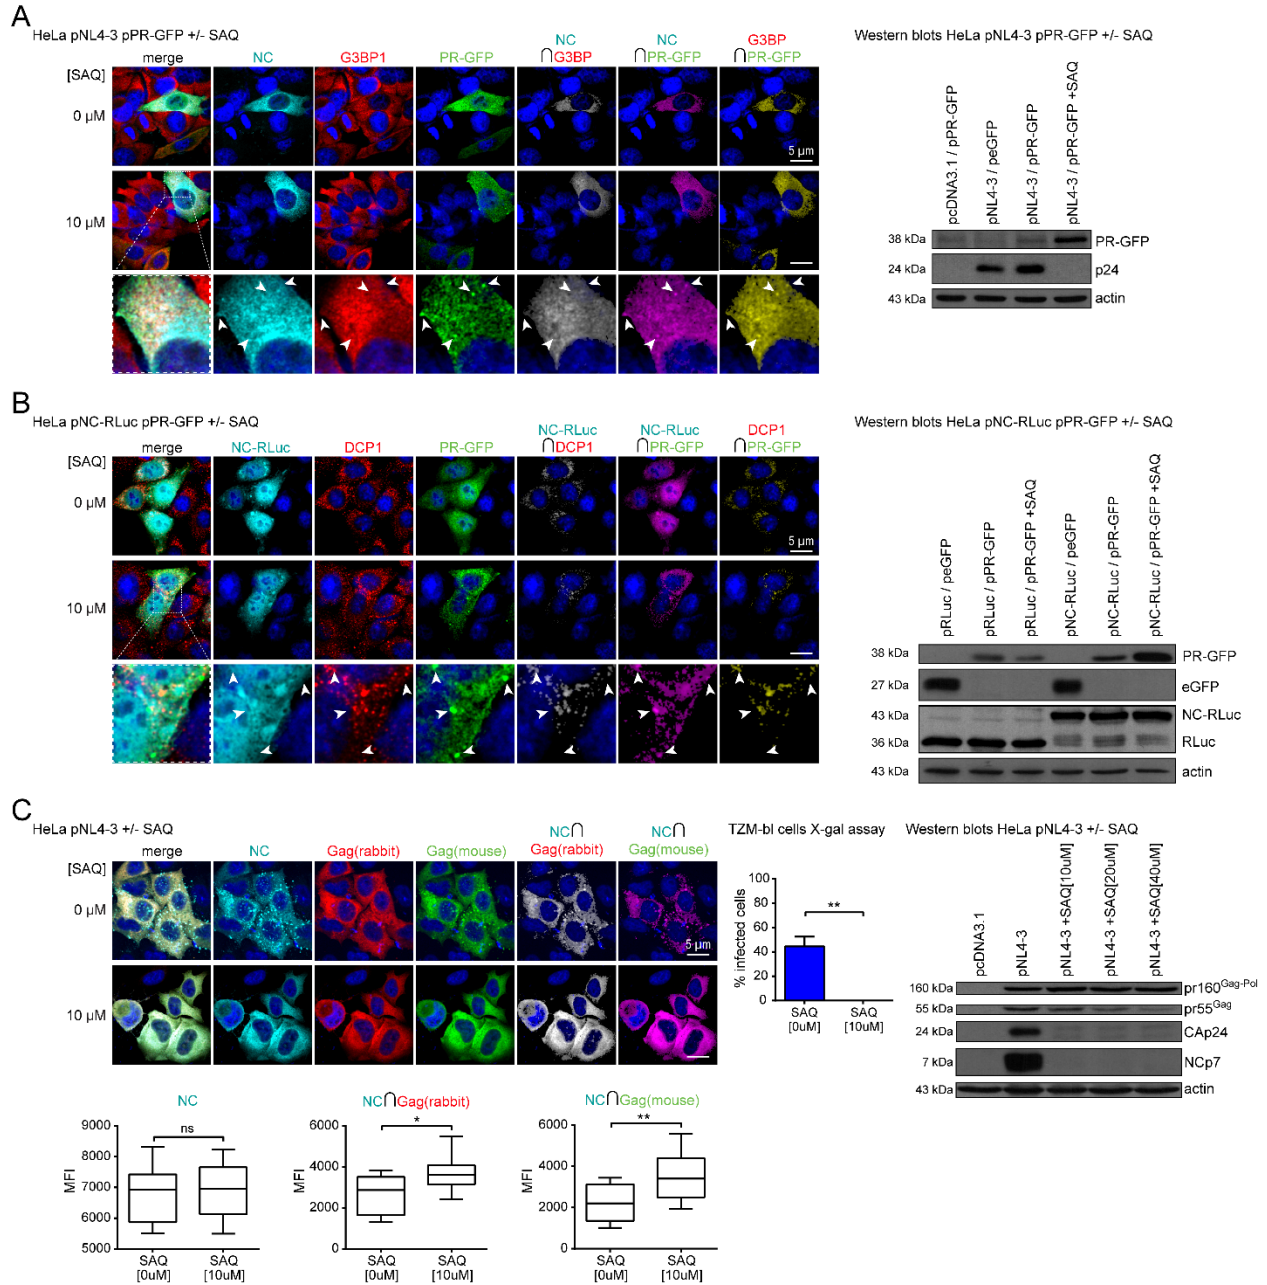 A
HeLa pNL4-3 pPR-GFP +/- SAQ
merge NC G3BP1 PR-GFP NC ⋂G3BP NC ⋂PR-GFP G3BP ⋂PR-GFP
[SAQ]
0 µM
5 µm
10 µM
Western blots HeLa pNL4-3 pPR-GFP +/- SAQ
pcDNA3.1 / pPR-GFP
pNL4-3 / peGFP
pNL4-3 / pPR-GFP
pNL4-3 / pPR-GFP +SAQ
38 kDa PR-GFP
24 kDa p24
43 kDa actin
B
HeLa pNC-RLuc pPR-GFP +/- SAQ
merge NC-RLuc DCP1 PR-GFP NC-RLuc ⋂DCP1 NC-RLuc ⋂PR-GFP DCP1 ⋂PR-GFP
[SAQ]
0 µM
5 µm
10 µM
Western blots HeLa pNC-RLuc pPR-GFP +/- SAQ
pRLuc / peGFP
pRLuc / pPR-GFP
pRLuc / pPR-GFP +SAQ
pNC-RLuc / peGFP
pNC-RLuc / pPR-GFP
pNC-RLuc / pPR-GFP +SAQ
38 kDa PR-GFP
27 kDa eGFP
43 kDa NC-RLuc
36 kDa RLuc
43 kDa actin
C
HeLa pNL4-3 +/- SAQ
merge NC Gag(rabbit) Gag(mouse) NC⋂ Gag(rabbit) NC⋂ Gag(mouse)
[SAQ]
0 µM
5 µm
10 µM
TZM-bl cells X-gal assay
% infected cells
100
80
60
40
20
0
**
SAQ [0uM]
SAQ [10uM]
Western blots HeLa pNL4-3 +/- SAQ
pcDNA3.1
pNL4-3
pNL4-3 +SAQ[10uM]
pNL4-3 +SAQ[20uM]
pNL4-3 +SAQ[40uM]
160 kDa pr160Gag-Pol
55 kDa pr55Gag
24 kDa CAp24
7 kDa NCp7
43 kDa actin
NC
MFI
9000
8000
7000
6000
5000
ns
SAQ [0uM]
SAQ [10uM]
NC⋂Gag(rabbit)
MFI
6000
4000
2000
0
*
SAQ [0uM]
SAQ [10uM]
NC⋂Gag(mouse)
MFI
6000
4000
2000
0
**
SAQ [0uM]
SAQ [10uM]